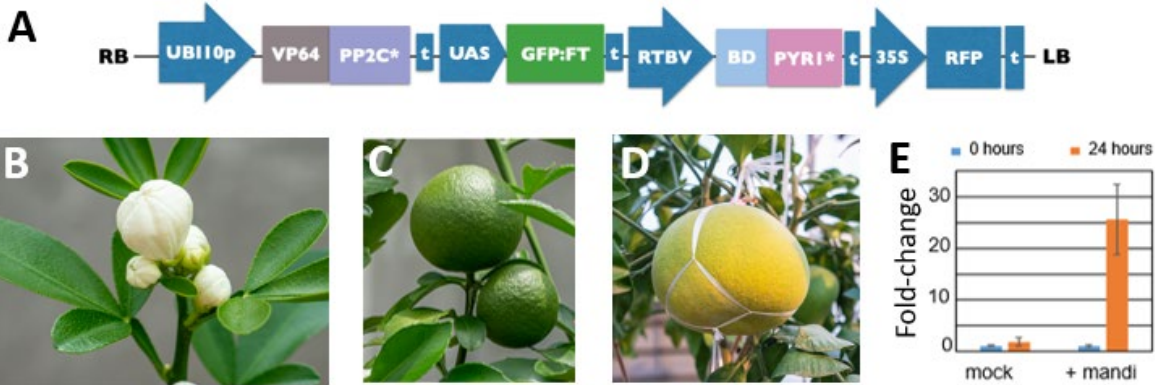 A
RB UBI10p VP64 PP2C* t UAS GFP:FT t RTBV BD PYR1* t 35S RFP t LB
B
C
D
E
0 hours 24 hours
Fold-change
30
20
10
0
mock + mandi